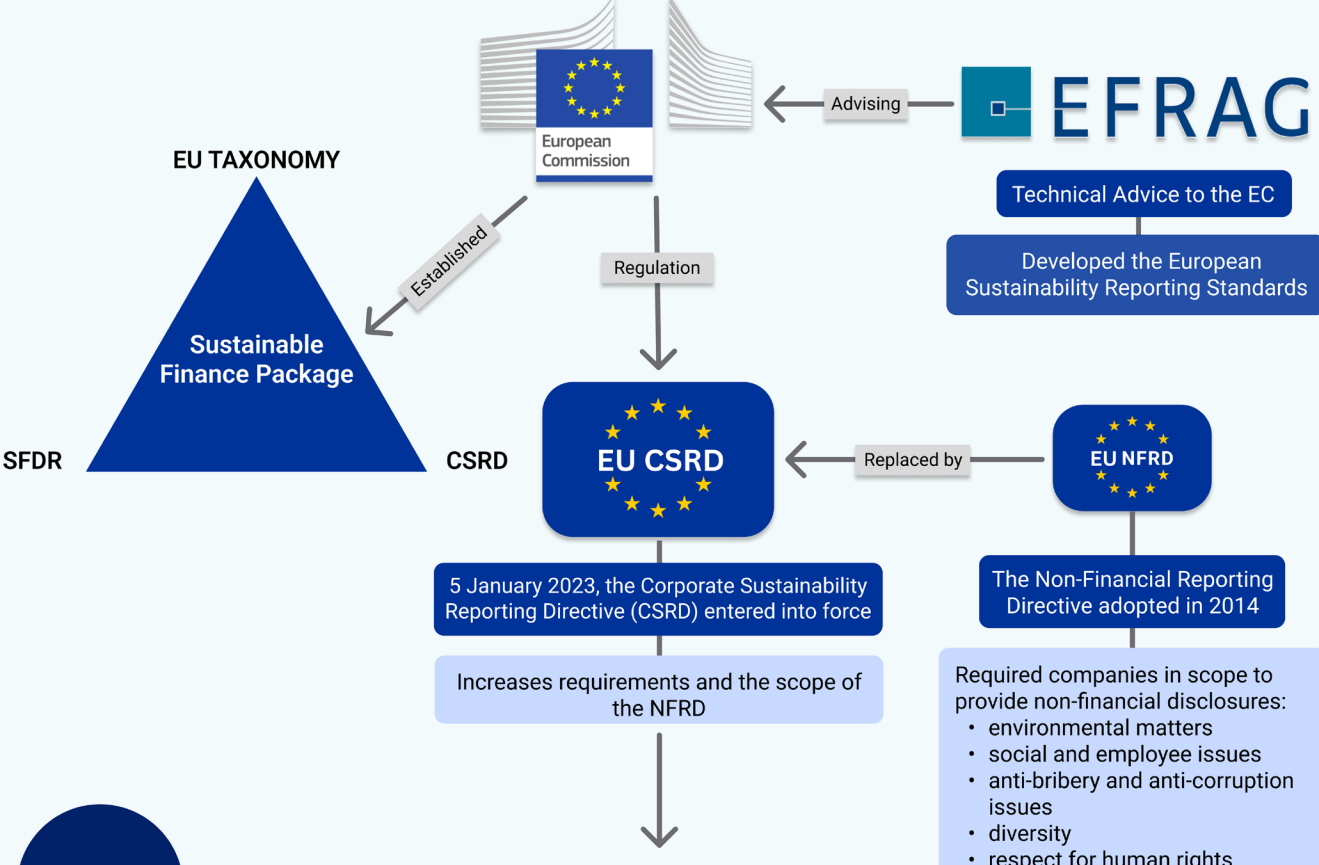 European
Commission
Advising
EFRAG
EU TAXONOMY
Technical Advice to the EC
Established
Regulation
Developed the European
Sustainability Reporting Standards
Sustainable
Finance Package
SFDR
CSRD
EU CSRD
Replaced by
EU NFRD
5 January 2023, the Corporate Sustainability
Reporting Directive (CSRD) entered into force
Increases requirements and the scope of
the NFRD
The Non-Financial Reporting
Directive adopted in 2014
Required companies in scope to
provide non-financial disclosures:
• environmental matters
• social and employee issues
• anti-bribery and anti-corruption
issues
• diversity
• respect for human rights